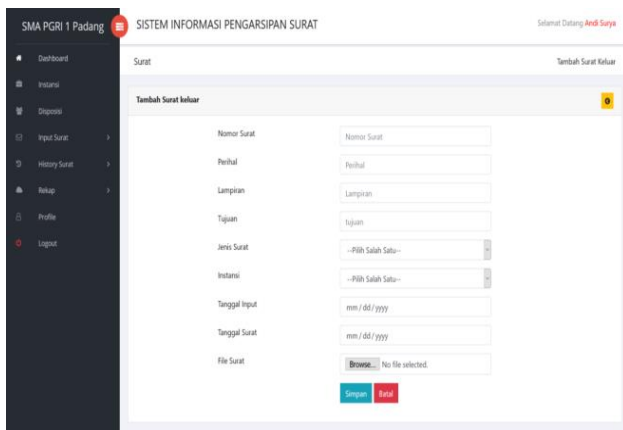 SMA PGRI 1 Padang
SISTEM INFORMASI PENGARSIPAN SURAT
Selamat Datang Andi Surya
Dashboard
Instansi
Disposisi
Input Surat
History Surat
Rekap
Profile
Logout
Surat
Tambah Surat Keluar
Tambah Surat keluar
Nomor Surat
Nomor Surat
Perihal
Perihal
Lampiran
Lampiran
Tujuan
tujuan
Jenis Surat
--Pilih Salah Satu--
Instansi
--Pilih Salah Satu--
Tanggal Input
mm / dd / yyyy
Tanggal Surat
mm / dd / yyyy
File Surat
Browse... No file selected.
Simpan Batal